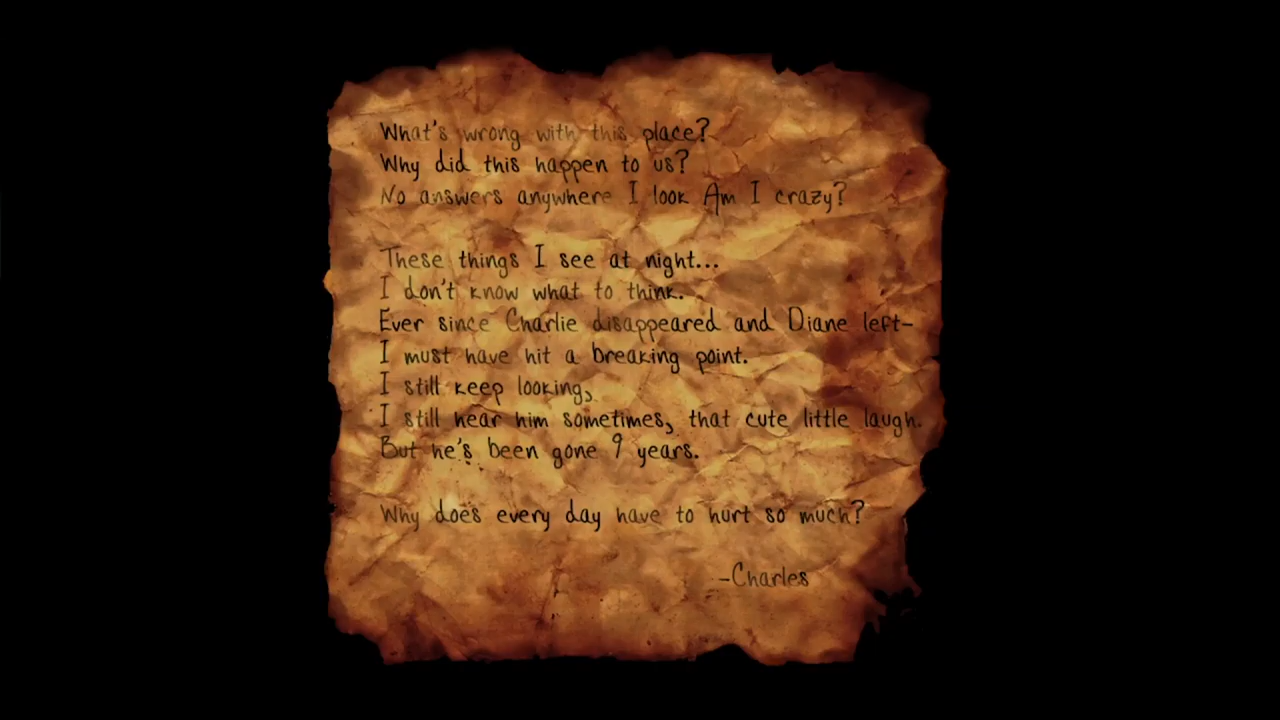 What's wrong with this place?
Why did this happen to us?
No answers anywhere I look Am I crazy?
These things I see at night...
I don't know what to think.
Ever since Charlie disappeared and Diane left-
I must have hit a breaking point.
I still keep looking,
I still hear him sometimes, that cute little laugh.
But he's been gone 9 years.
Why does every day have to hurt so much?
-Charles